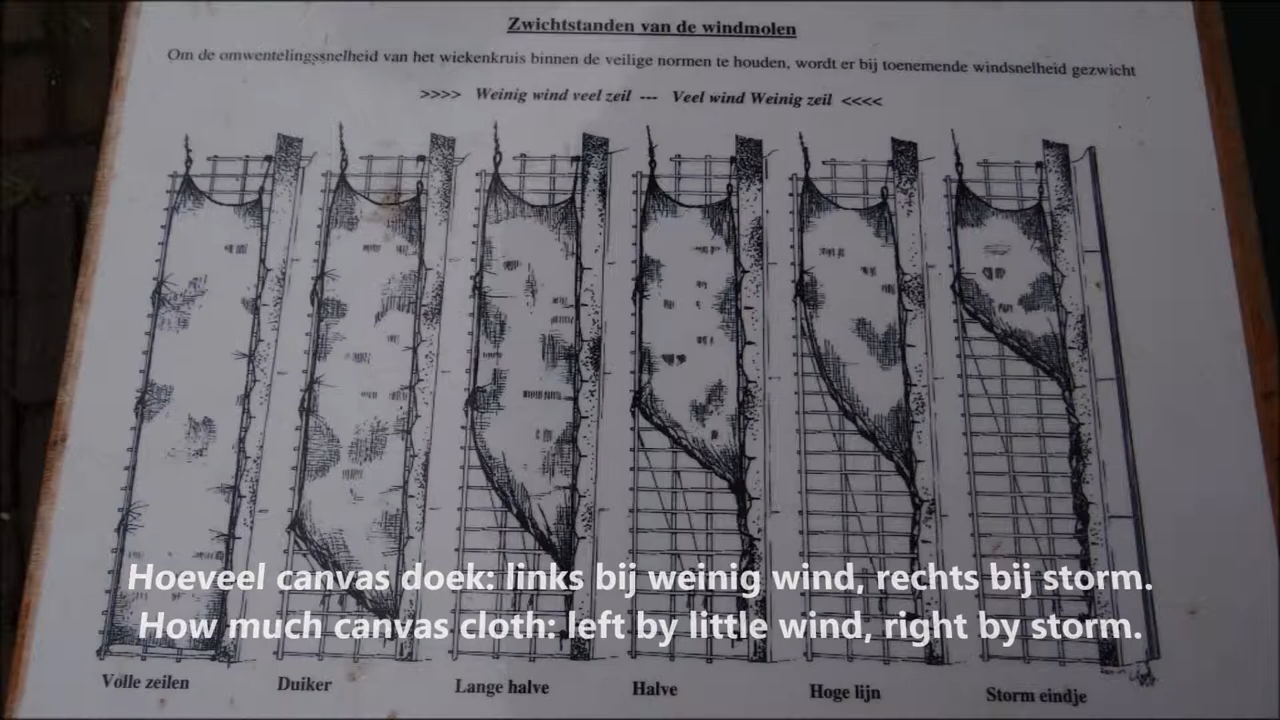 Zwichtstanden van de windmolen
Om de omwentelingssnelheid van het wiekenkruis binnen de veilige normen te houden, wordt er bij toenemende windsnelheid gezwicht
>>>> Weinig wind veel zeil --- Veel wind Weinig zeil <<<<
Hoeveel canvas doek: links bij weinig wind, rechts bij storm.
How much canvas cloth: left by little wind, right by storm.
Volle zeilen
Duiker
Lange halve
Halve
Hoge lijn
Storm eindje